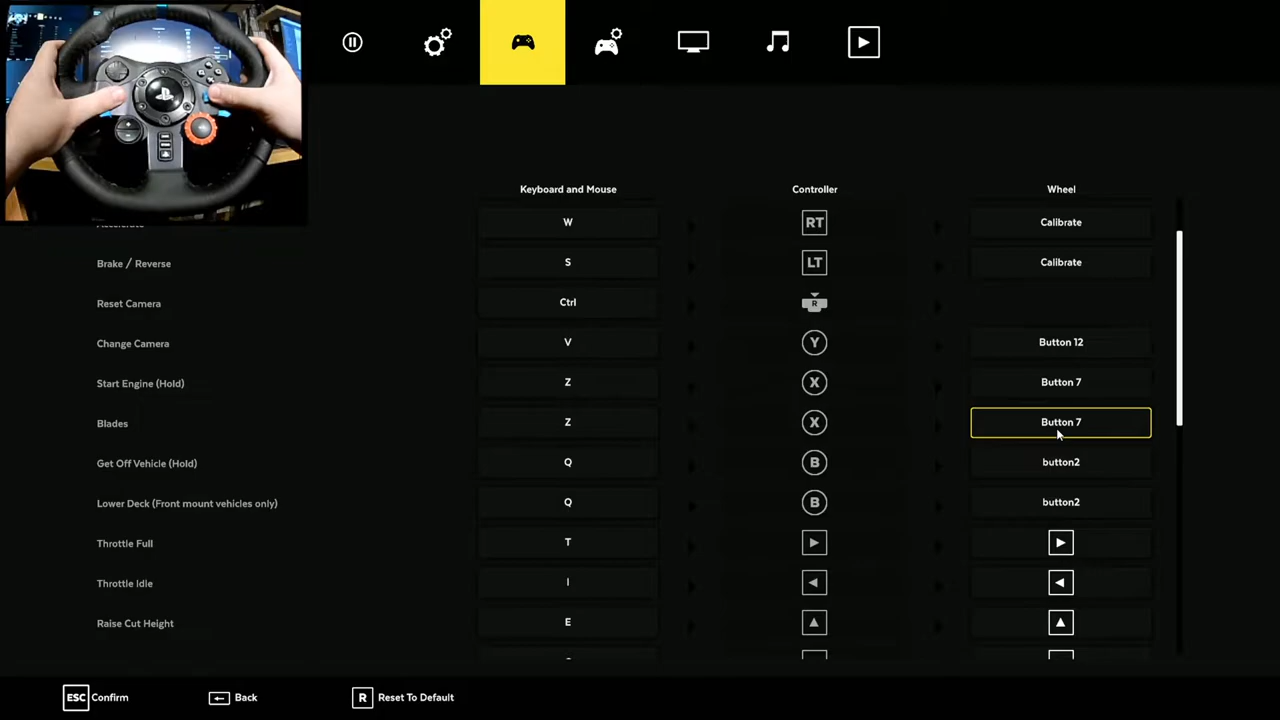 Keyboard and Mouse Controller Wheel
Accelerate W RT Calibrate
Brake / Reverse S LT Calibrate
Reset Camera Ctrl R
Change Camera V Y Button 12
Start Engine (Hold) Z X Button 7
Blades Z X Button 7
Get Off Vehicle (Hold) Q B button2
Lower Deck (Front mount vehicles only) Q B button2
Throttle Full T
Throttle Idle I
Raise Cut Height E
ESC Confirm Back R Reset To Default